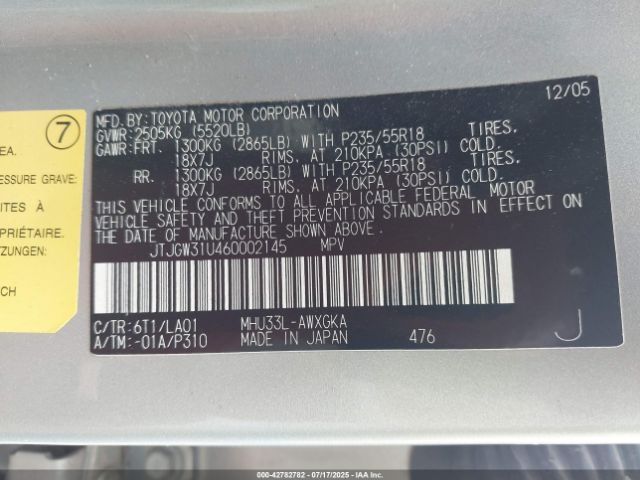 7
EA.
ESSURE GRAVE:
ITES À
PRIÉTAIRE.
TZUNGEN:
CH
12/05
MFD. BY: TOYOTA MOTOR CORPORATION
GVWR: 2505KG (5520LB)
GAWR: FRT. 1300KG (2865LB) WITH P235/55R18 TIRES.
18X7J RIMS, AT 210KPA (30PSI) COLD.
RR. 1300KG (2865LB) WITH P235/55R18 TIRES.
18X7J RIMS, AT 210KPA (30PSI) COLD.
THIS VEHICLE CONFORMS TO ALL APPLICABLE FEDERAL MOTOR
VEHICLE SAFETY AND THEFT PREVENTION STANDARDS IN EFFECT ON
THE DATE OF MANUFACTURE SHOWN ABOVE.
JTJGW31U460002145 MPV
C/TR: 6T1/LA01 MHU33L-AWXGKA
A/TM: -01A/P310 MADE IN JAPAN 476 J
000-42782782 - 07/17/2025 - IAAI.COM